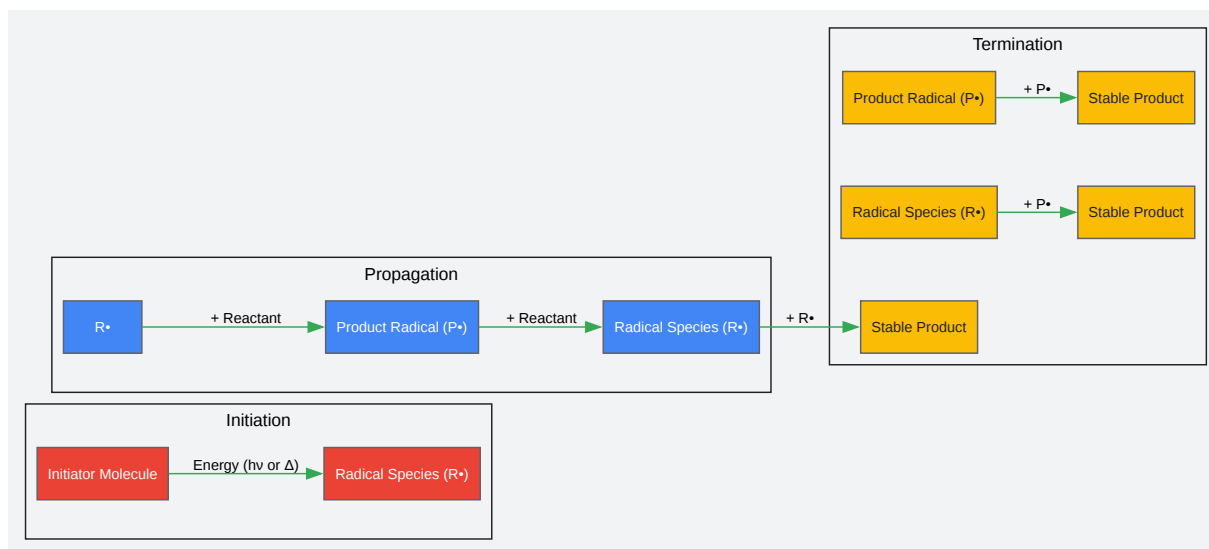 Termination
Product Radical (P•)
+ P•
Stable Product
Radical Species (R•)
+ P•
Stable Product
Propagation
R•
+ Reactant
Product Radical (P•)
+ Reactant
Radical Species (R•)
+ R•
Stable Product
Initiation
Initiator Molecule
Energy (hν or Δ)
Radical Species (R•)